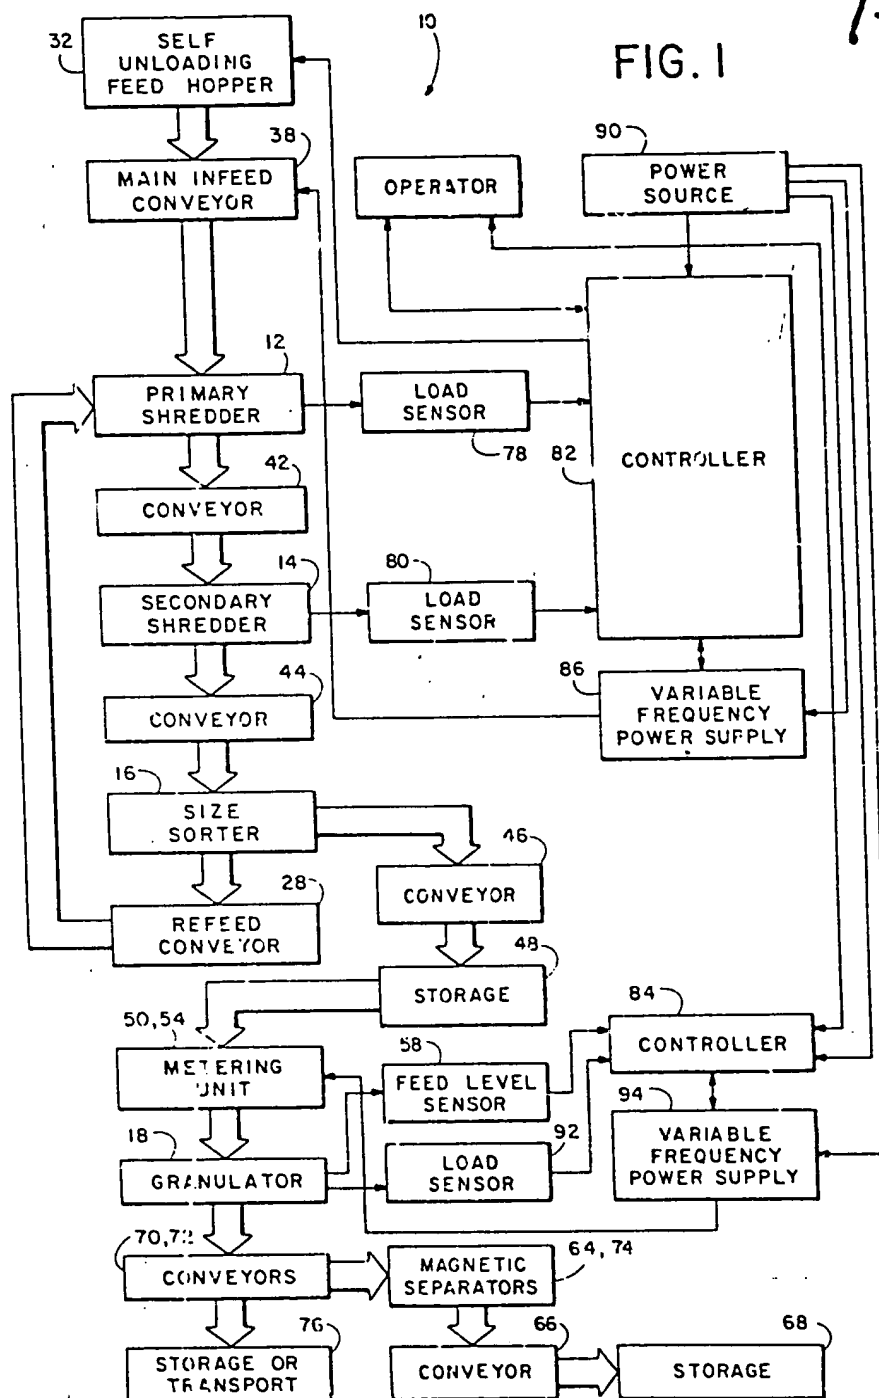 10
FIG. 1
32
SELF
UNLOADING
FEED HOPPER
38
MAIN INFEED
CONVEYOR
OPERATOR
90
POWER
SOURCE
12
PRIMARY
SHREDDER
LOAD
SENSOR
78
82
CONTROLLER
42
CONVEYOR
14
SECONDARY
SHREDDER
80
LOAD
SENSOR
44
CONVEYOR
86
VARIABLE
FREQUENCY
POWER SUPPLY
16
SIZE
SORTER
46
CONVEYOR
28
REFEED
CONVEYOR
48
STORAGE
50,54
METERING
UNIT
58
FEED LEVEL
SENSOR
84
CONTROLLER
18
GRANULATOR
92
LOAD
SENSOR
94
VARIABLE
FREQUENCY
POWER SUPPLY
70,72
CONVEYORS
MAGNETIC
SEPARATORS
64,74
76
STORAGE OR
TRANSPORT
66
CONVEYOR
68
STORAGE